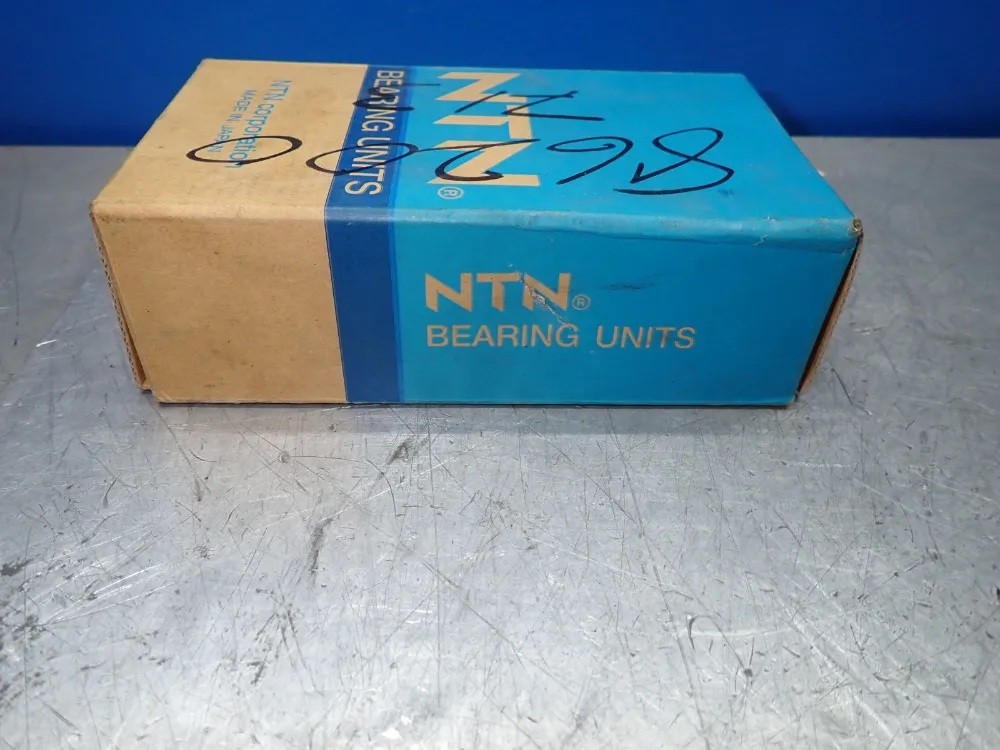 NTN®
BEARING UNITS
NTN corporation
MADE IN JAPAN
NTN®
BEARING UNITS